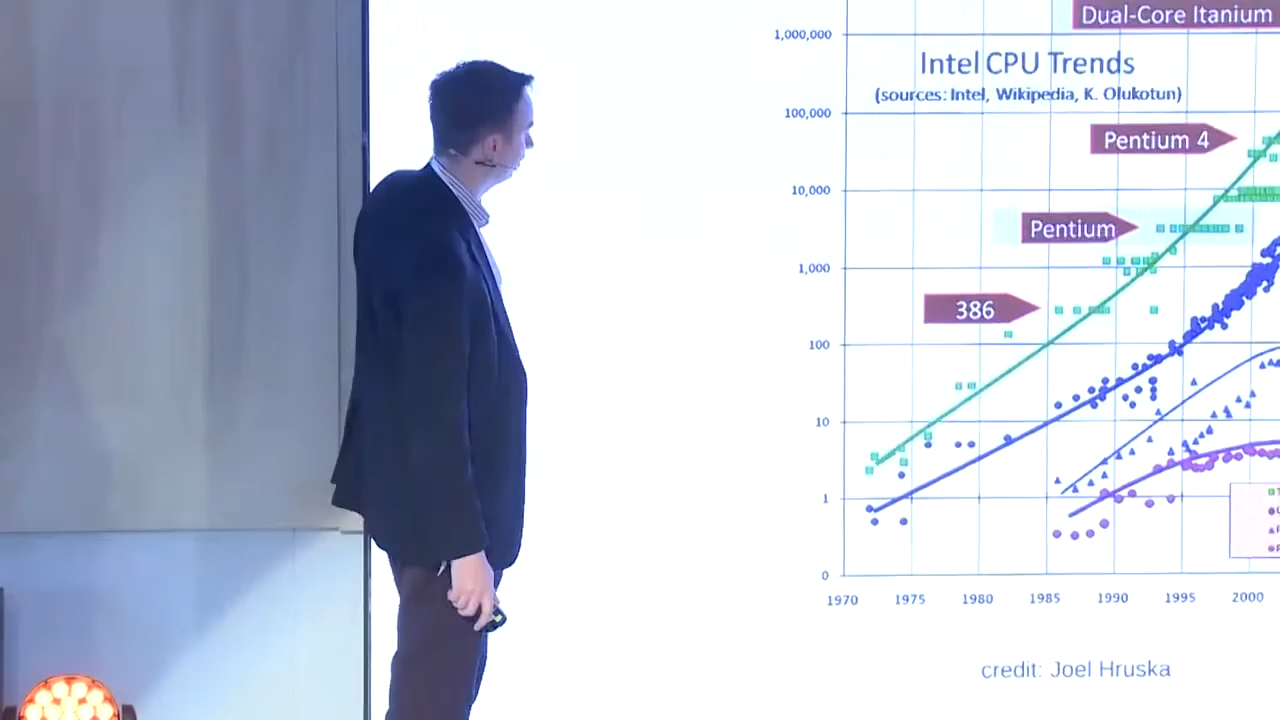 Dual-Core Itanium
1,000,000
Intel CPU Trends
(sources: Intel, Wikipedia, K. Olukotun)
100,000
Pentium 4
10,000
Pentium
1,000
386
100
10
1
0
1970 1975 1980 1985 1990 1995 2000
credit: Joel Hruska